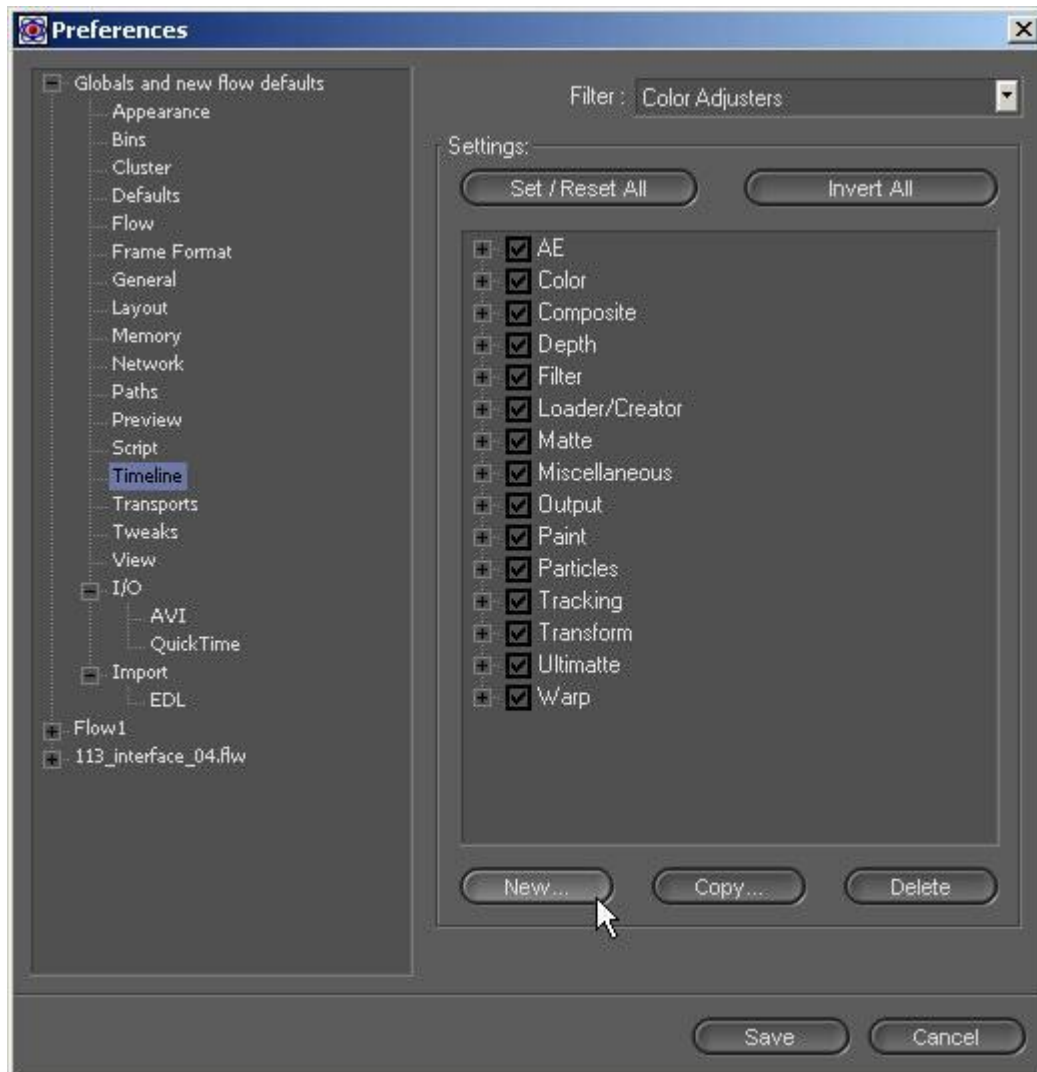 Preferences
Globals and new flow defaults
Appearance
Bins
Cluster
Defaults
Flow
Frame Format
General
Layout
Memory
Network
Paths
Preview
Script
Timeline
Transports
Tweaks
View
I/O
AVI
QuickTime
Import
EDL
Flow1
113_interface_04.flw
Filter : Color Adjusters
Settings:
Set / Reset All Invert All
AE
Color
Composite
Depth
Filter
Loader/Creator
Matte
Miscellaneous
Output
Paint
Particles
Tracking
Transform
Ultimatte
Warp
New... Copy... Delete
Save Cancel